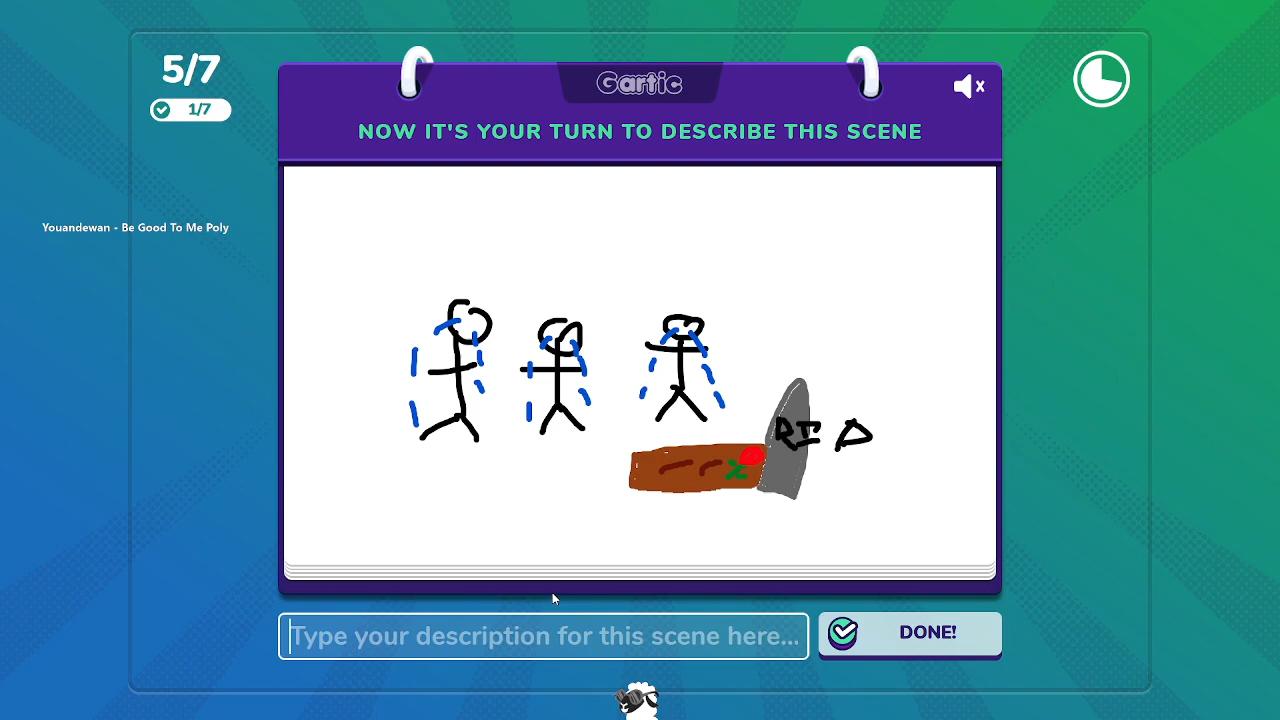 5/7
1/7
Gartic
NOW IT'S YOUR TURN TO DESCRIBE THIS SCENE
Youandewan - Be Good To Me Poly
RIP
Type your description for this scene here...
DONE!